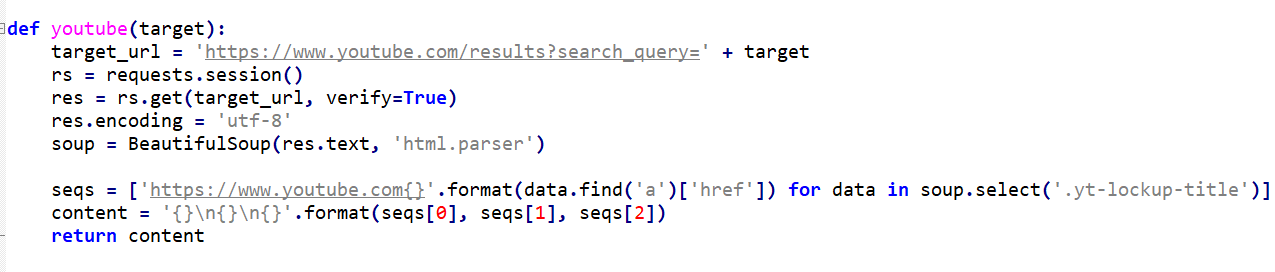 def youtube(target):
    target_url = 'https://www.youtube.com/results?search_query=' + target
    rs = requests.session()
    res = rs.get(target_url, verify=True)
    res.encoding = 'utf-8'
    soup = BeautifulSoup(res.text, 'html.parser')

    seqs = ['https://www.youtube.com{}'.format(data.find('a')['href']) for data in soup.select('.yt-lockup-title')]
    content = '{}\n{}\n{}'.format(seqs[0], seqs[1], seqs[2])
    return content